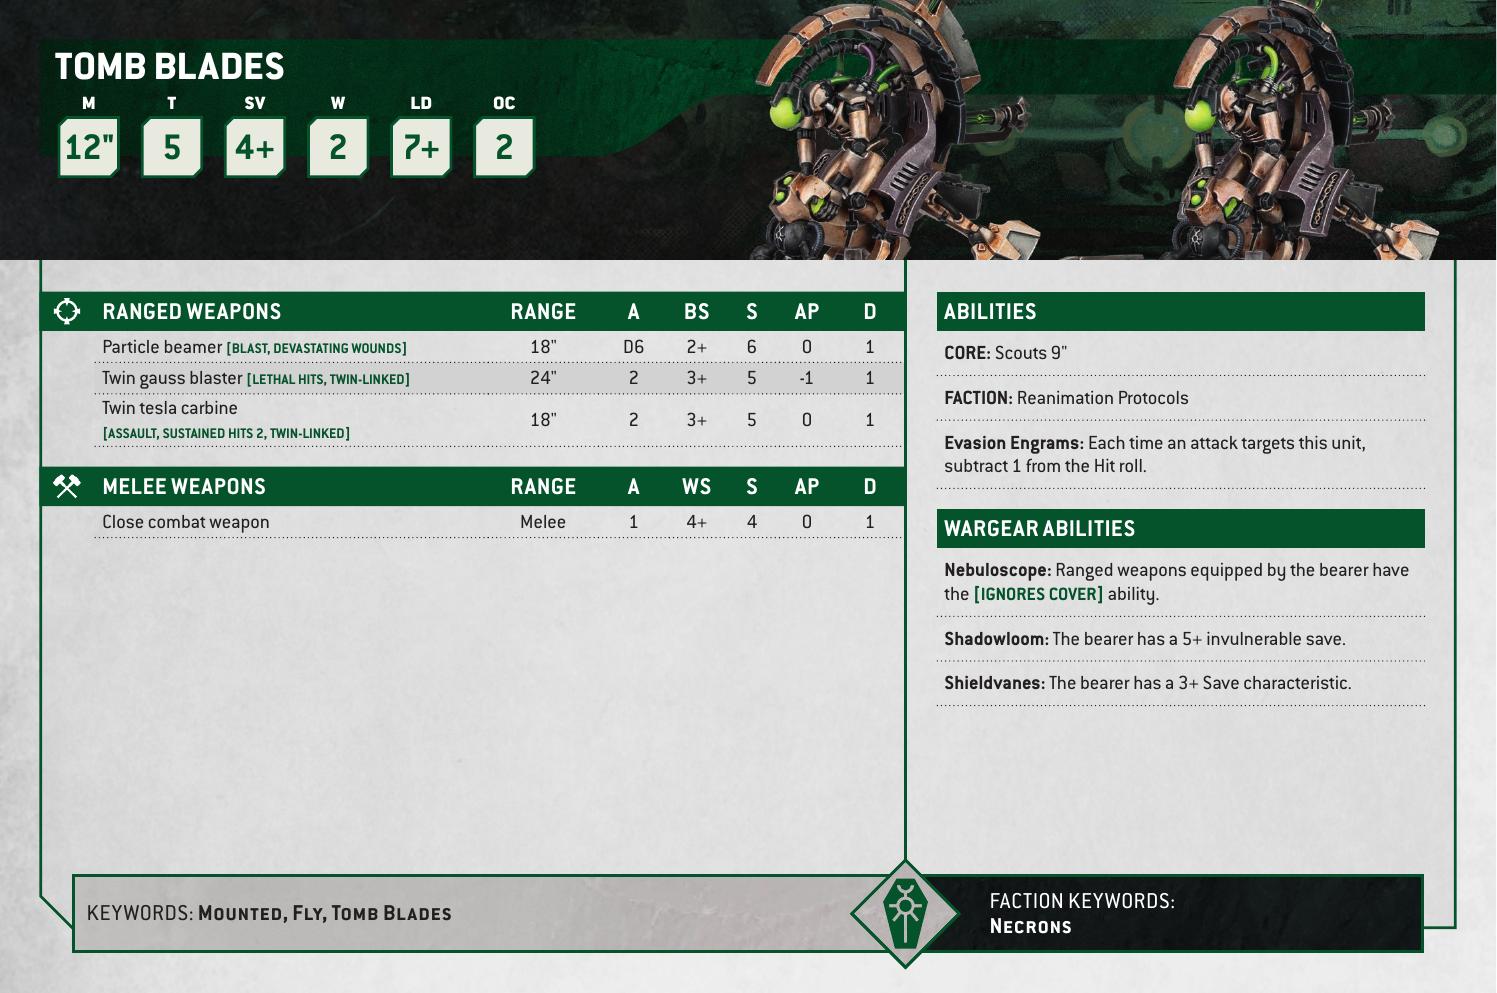 TOMB BLADES
M T SV W LD OC
12" 5 4+ 2 7+ 2
RANGED WEAPONS RANGE A BS S AP D
Particle beamer [BLAST, DEVASTATING WOUNDS] 18" D6 2+ 6 0 1
Twin gauss blaster [LETHAL HITS, TWIN-LINKED] 24" 2 3+ 5 -1 1
Twin tesla carbine
[ASSAULT, SUSTAINED HITS 2, TWIN-LINKED] 18" 2 3+ 5 0 1
MELEE WEAPONS RANGE A WS S AP D
Close combat weapon Melee 1 4+ 4 0 1
ABILITIES
CORE: Scouts 9"
FACTION: Reanimation Protocols
Evasion Engrams: Each time an attack targets this unit,
subtract 1 from the Hit roll.
WARGEAR ABILITIES
Nebuloscope: Ranged weapons equipped by the bearer have
the [IGNORES COVER] ability.
Shadowloom: The bearer has a 5+ invulnerable save.
Shieldvanes: The bearer has a 3+ Save characteristic.
KEYWORDS: Mounted, Fly, Tomb Blades
FACTION KEYWORDS:
Necrons